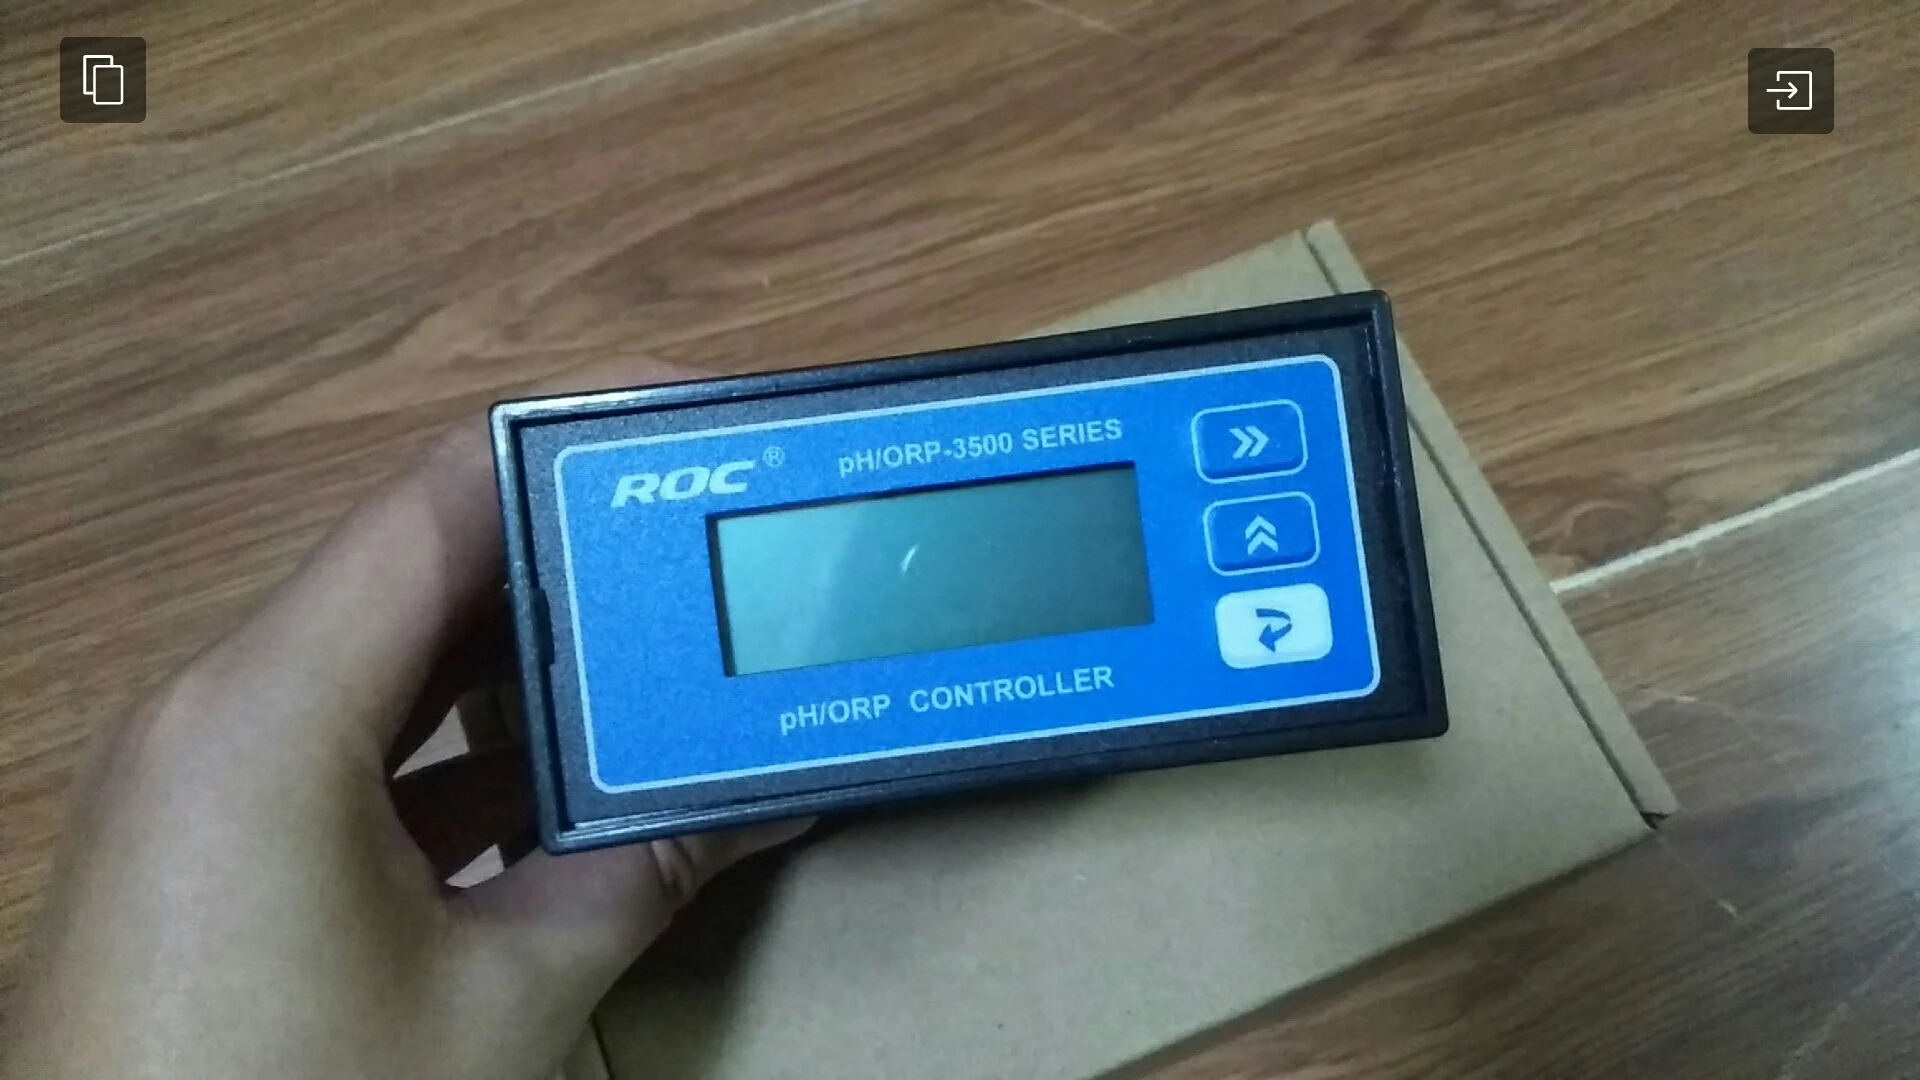 ROC®
pH/ORP-3500 SERIES
pH/ORP CONTROLLER